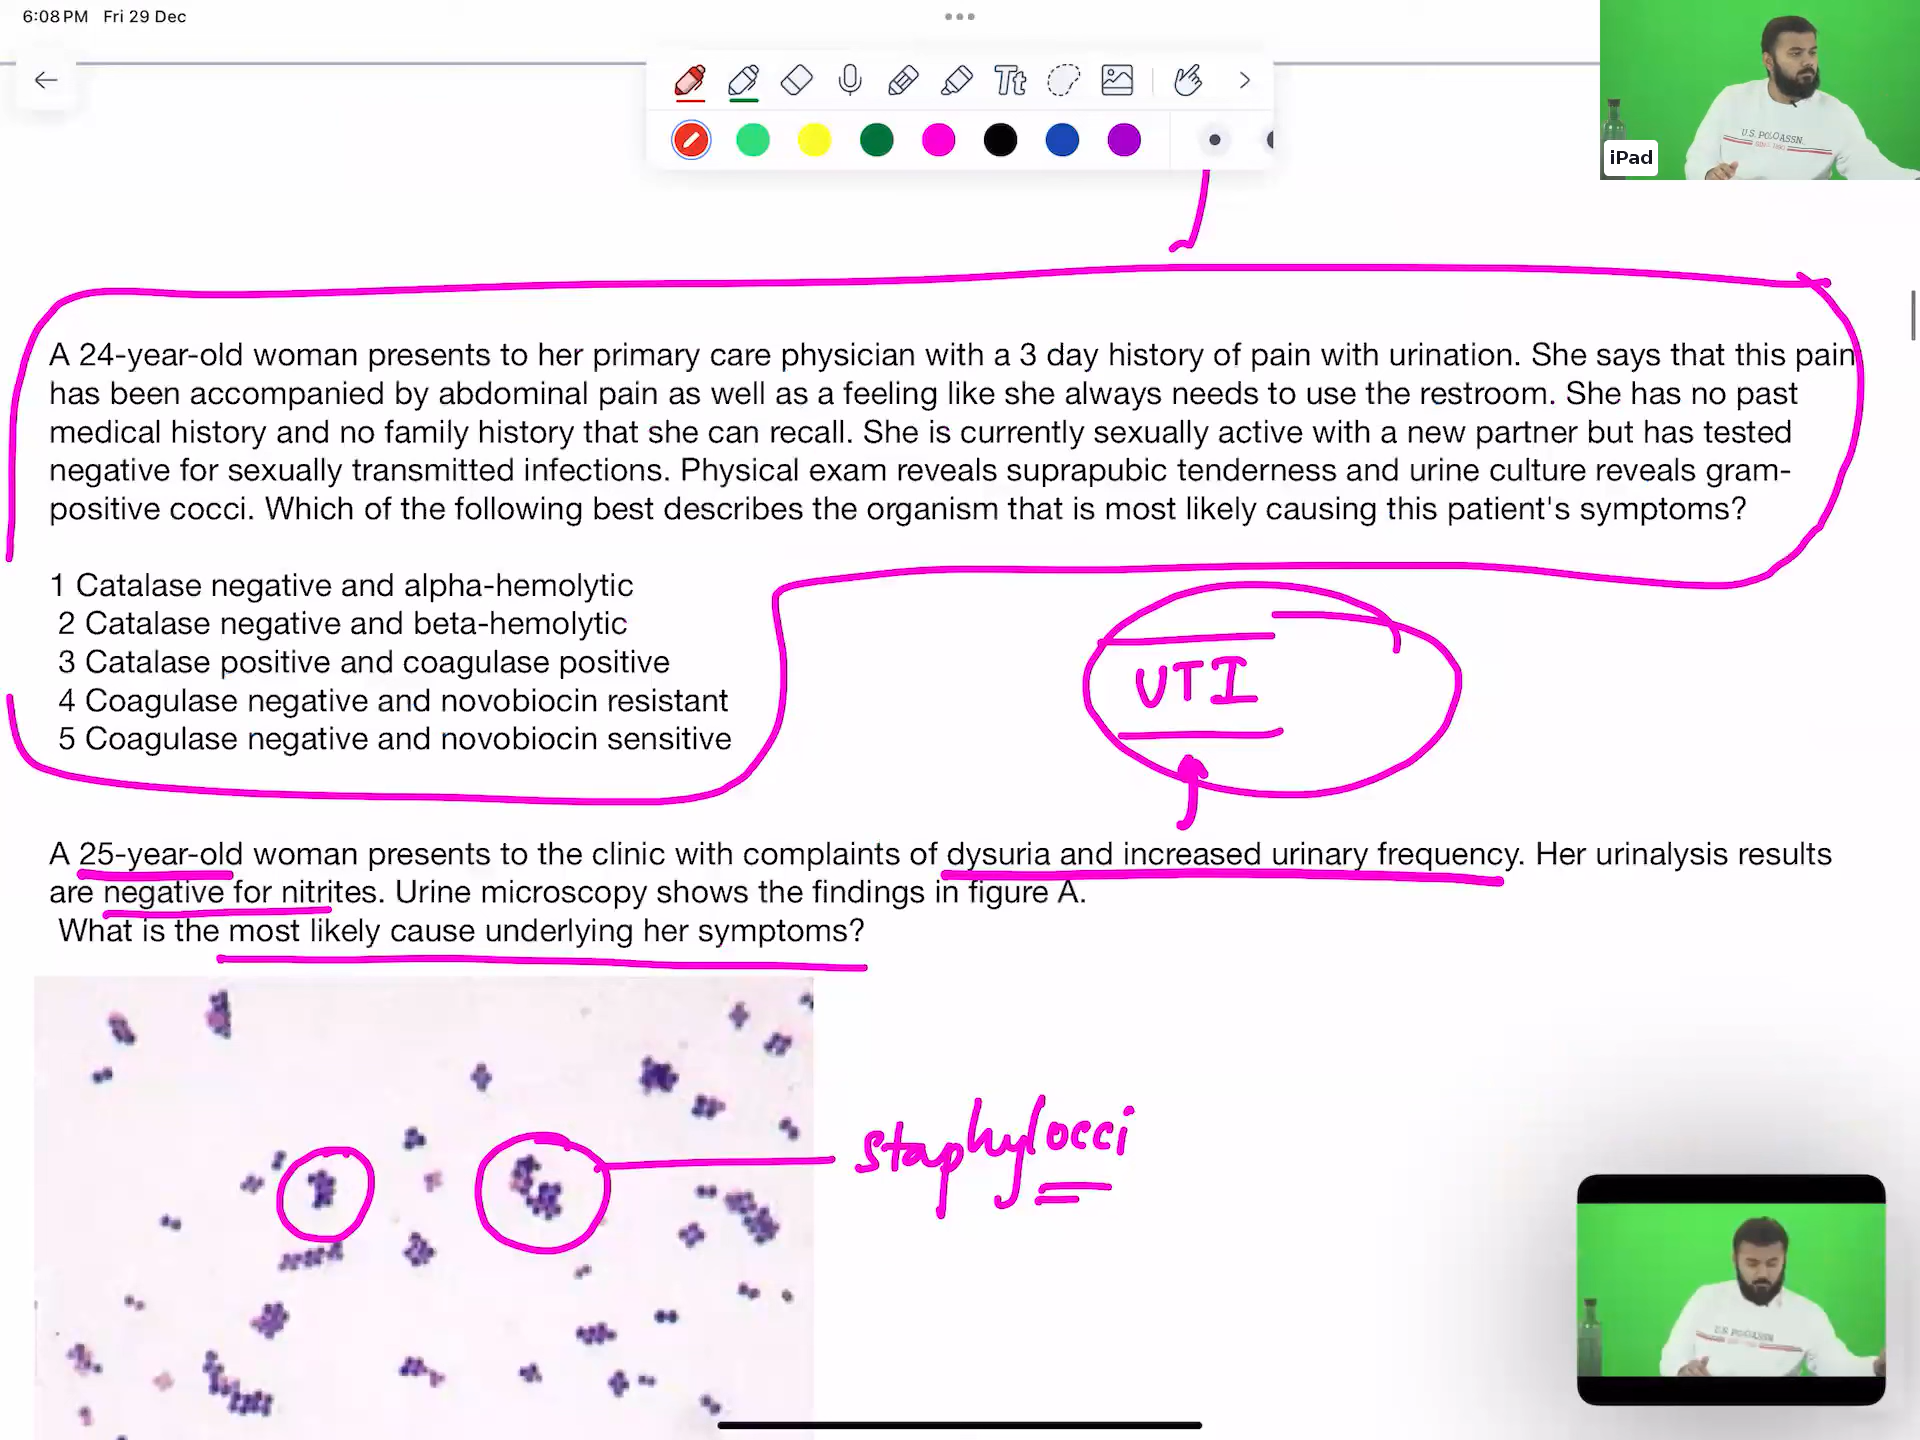 6:08 PM Fri 29 Dec
Tt
U.S. POLO ASSN.
iPad
A 24-year-old woman presents to her primary care physician with a 3 day history of pain with urination. She says that this pain
has been accompanied by abdominal pain as well as a feeling like she always needs to use the restroom. She has no past
medical history and no family history that she can recall. She is currently sexually active with a new partner but has tested
negative for sexually transmitted infections. Physical exam reveals suprapubic tenderness and urine culture reveals gram-
positive cocci. Which of the following best describes the organism that is most likely causing this patient's symptoms?
1 Catalase negative and alpha-hemolytic
2 Catalase negative and beta-hemolytic
3 Catalase positive and coagulase positive
4 Coagulase negative and novobiocin resistant
5 Coagulase negative and novobiocin sensitive
UTI
A 25-year-old woman presents to the clinic with complaints of dysuria and increased urinary frequency. Her urinalysis results
are negative for nitrites. Urine microscopy shows the findings in figure A.
What is the most likely cause underlying her symptoms?
staphylocci
U.S. POLO ASSN